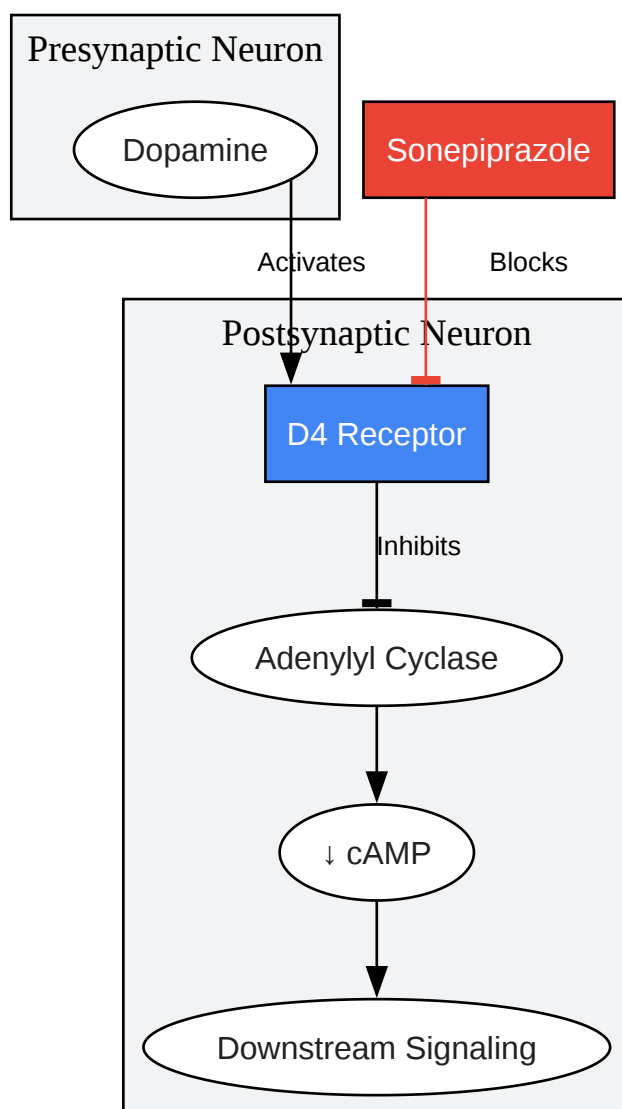 Presynaptic Neuron
Dopamine
Sonepiprazole
Activates
Blocks
Postsynaptic Neuron
D4 Receptor
Inhibits
Adenylyl Cyclase
↓ cAMP
Downstream Signaling